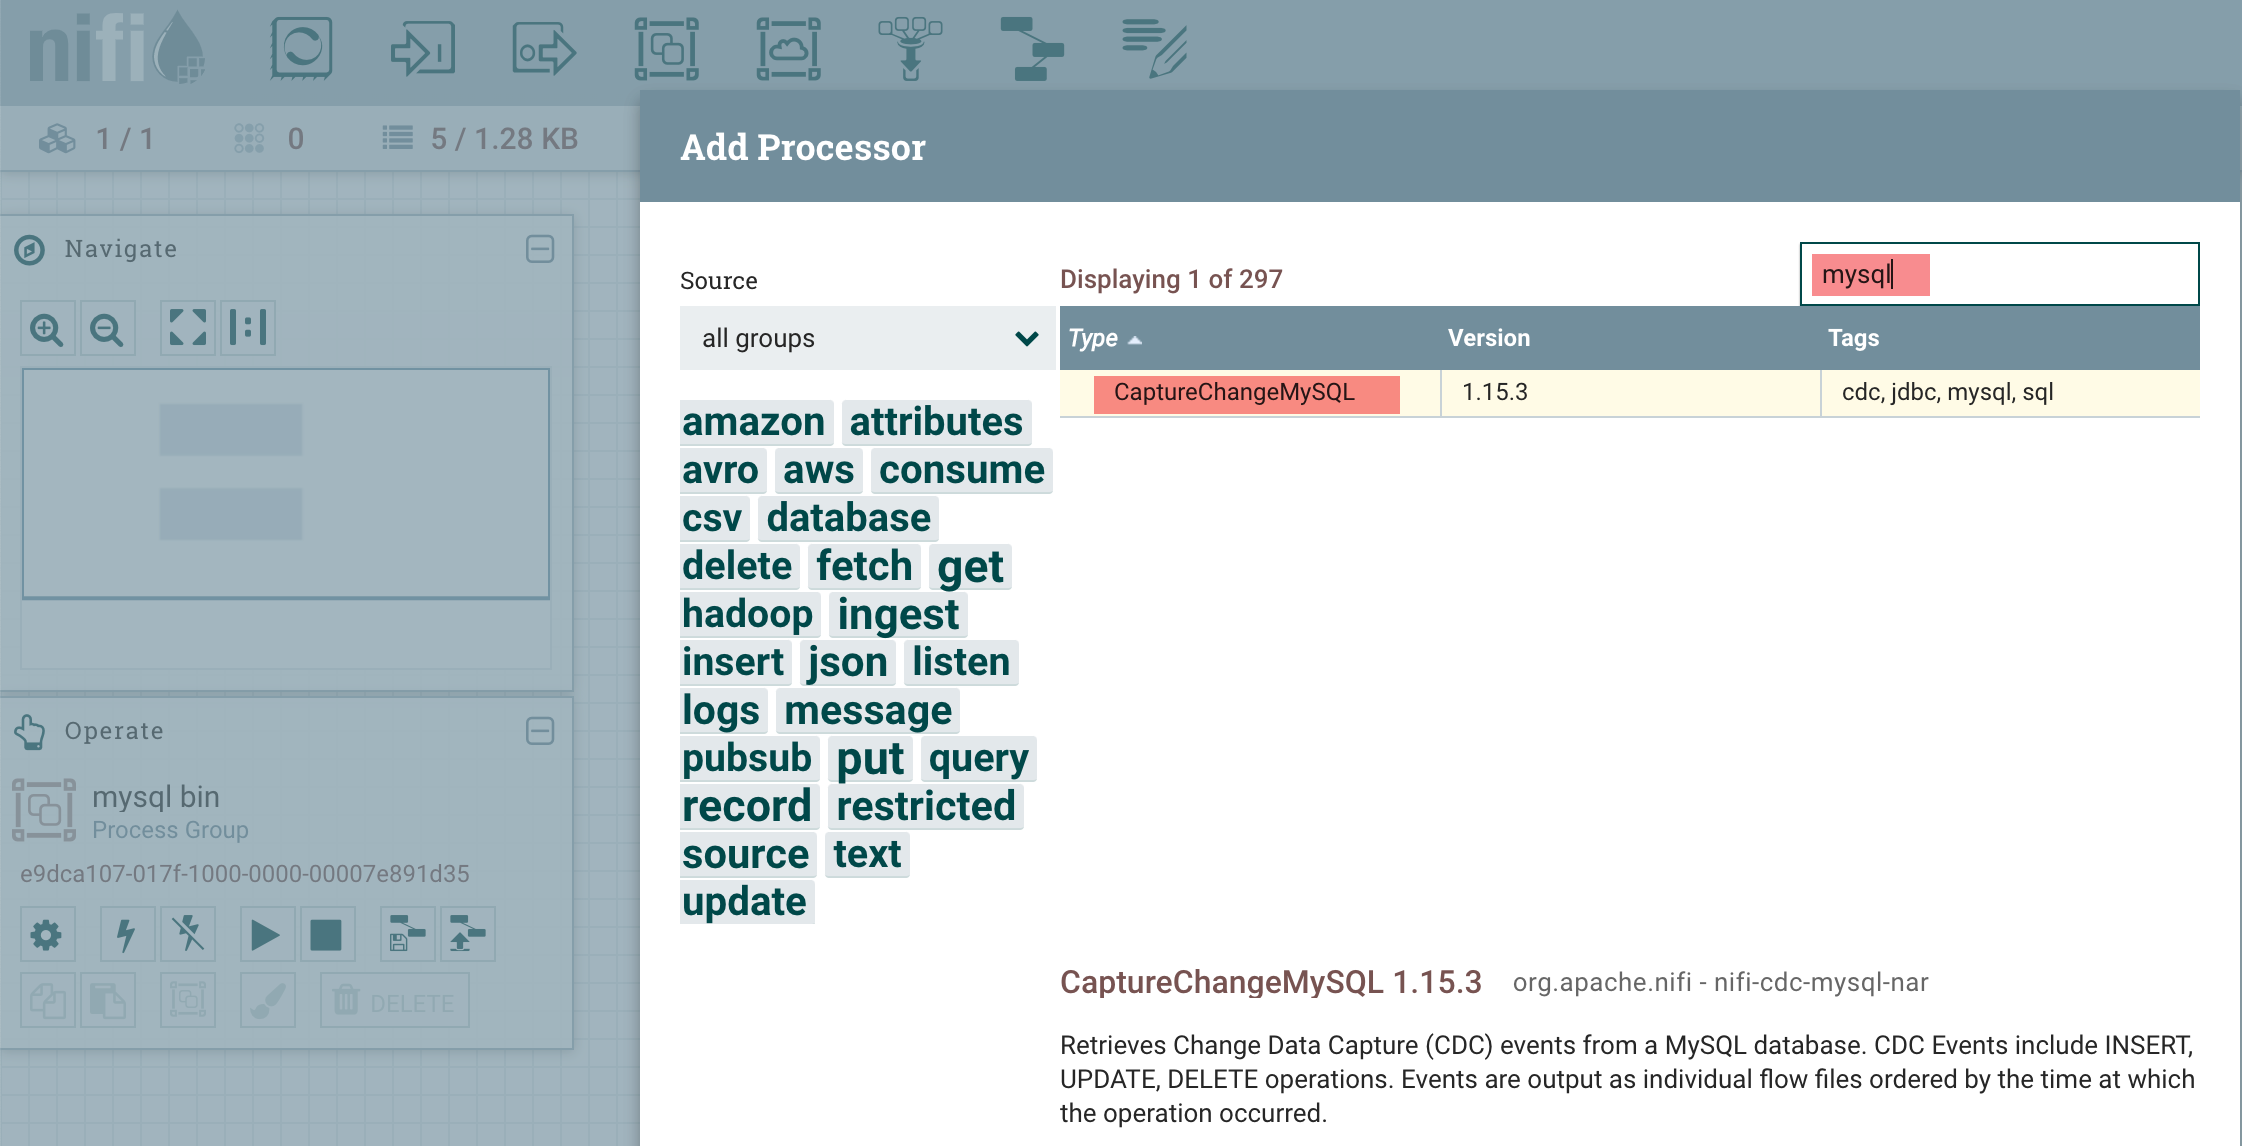 nifi
1 / 1
0
5 / 1.28 KB
Navigate
Operate
mysql bin
Process Group
e9dca107-017f-1000-0000-00007e891d35
DELETE
Add Processor
Source
all groups
amazon attributes
avro aws consume
csv database
delete fetch get
hadoop ingest
insert json listen
logs message
pubsub put query
record restricted
source text
update
Displaying 1 of 297
mysql
Type Version Tags
CaptureChangeMySQL 1.15.3 cdc, jdbc, mysql, sql
CaptureChangeMySQL 1.15.3 org.apache.nifi - nifi-cdc-mysql-nar
Retrieves Change Data Capture (CDC) events from a MySQL database. CDC Events include INSERT,
UPDATE, DELETE operations. Events are output as individual flow files ordered by the time at which
the operation occurred.